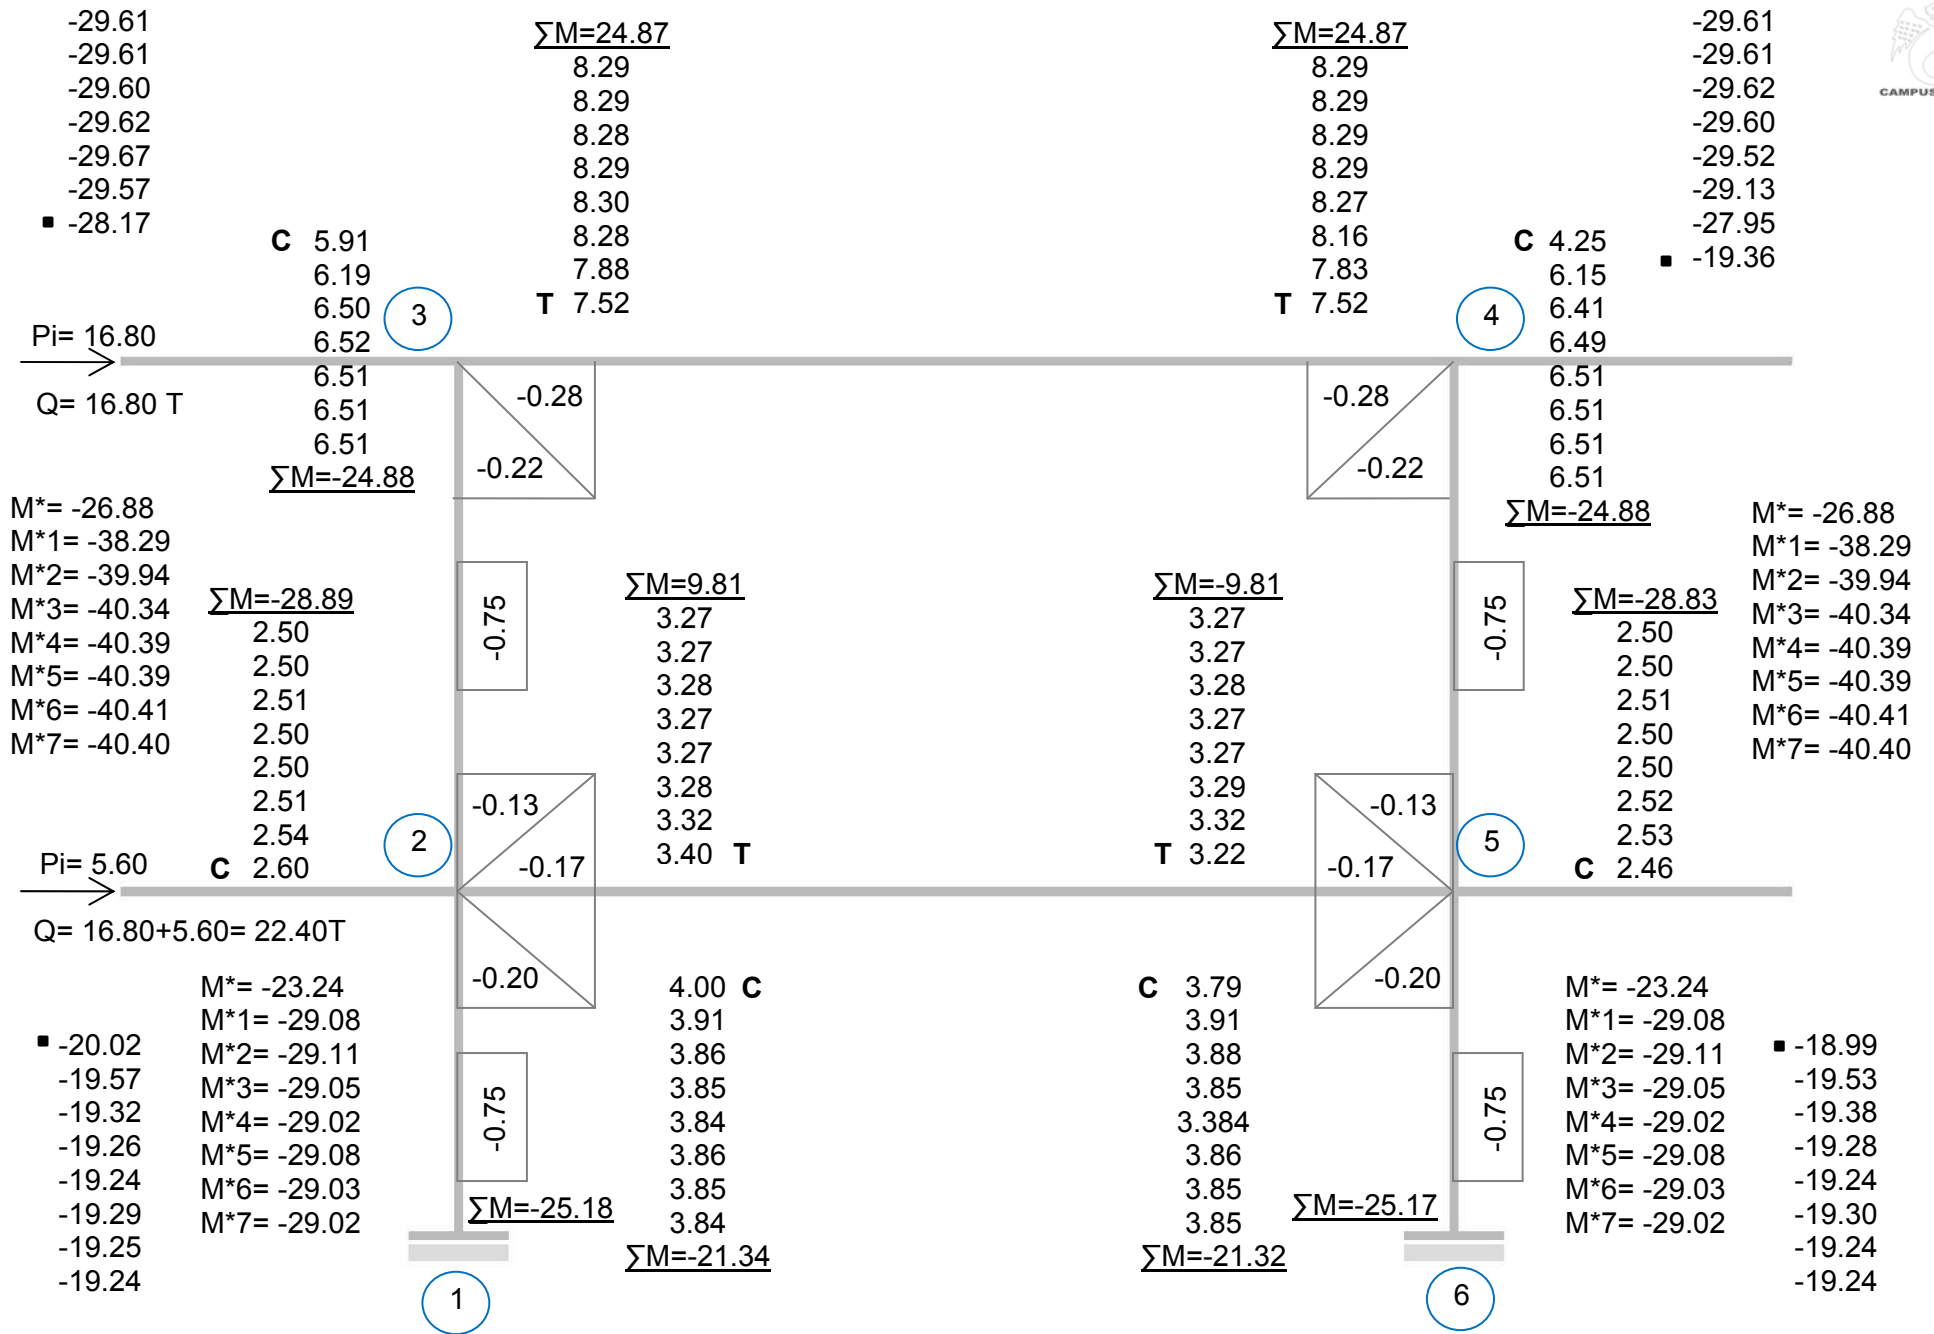 -29.61
-29.61
-29.60
-29.62
-29.67
-29.57
▪ -28.17
∑M=24.87
8.29
8.29
8.28
8.29
8.30
8.28
7.88
T 7.52
∑M=24.87
8.29
8.29
8.29
8.29
8.27
8.16
7.83
T 7.52
-29.61
-29.61
-29.62
-29.60
-29.52
-29.13
-27.95
▪ -19.36
CAMPUS
C 5.91
6.19
6.50
6.52
6.51
6.51
6.51
∑M=-24.88
3
4
C 4.25
6.15
6.41
6.49
6.51
6.51
6.51
6.51
∑M=-24.88
Pi= 16.80
Q= 16.80 T
-0.28
-0.22
-0.28
-0.22
M*= -26.88
M*1= -38.29
M*2= -39.94
M*3= -40.34
M*4= -40.39
M*5= -40.39
M*6= -40.41
M*7= -40.40
∑M=-28.89
2.50
2.50
2.51
2.50
2.50
2.51
2.54
C 2.60
-0.75
∑M=9.81
3.27
3.27
3.28
3.27
3.27
3.28
3.32
3.40 T
∑M=-9.81
3.27
3.27
3.28
3.27
3.27
3.29
3.32
T 3.22
-0.75
∑M=-28.83
2.50
2.50
2.51
2.50
2.50
2.52
2.53
C 2.46
M*= -26.88
M*1= -38.29
M*2= -39.94
M*3= -40.34
M*4= -40.39
M*5= -40.39
M*6= -40.41
M*7= -40.40
2
-0.13
-0.17
-0.20
-0.13
-0.17
-0.20
5
Pi= 5.60
Q= 16.80+5.60= 22.40T
▪ -20.02
-19.57
-19.32
-19.26
-19.24
-19.29
-19.25
-19.24
M*= -23.24
M*1= -29.08
M*2= -29.11
M*3= -29.05
M*4= -29.02
M*5= -29.08
M*6= -29.03
M*7= -29.02
-0.75
∑M=-25.18
4.00 C
3.91
3.86
3.85
3.84
3.86
3.85
3.84
∑M=-21.34
C 3.79
3.91
3.88
3.85
3.384
3.86
3.85
3.85
∑M=-21.32
∑M=-25.17
-0.75
M*= -23.24
M*1= -29.08
M*2= -29.11
M*3= -29.05
M*4= -29.02
M*5= -29.08
M*6= -29.03
M*7= -29.02
▪ -18.99
-19.53
-19.38
-19.28
-19.24
-19.30
-19.24
-19.24
1
6